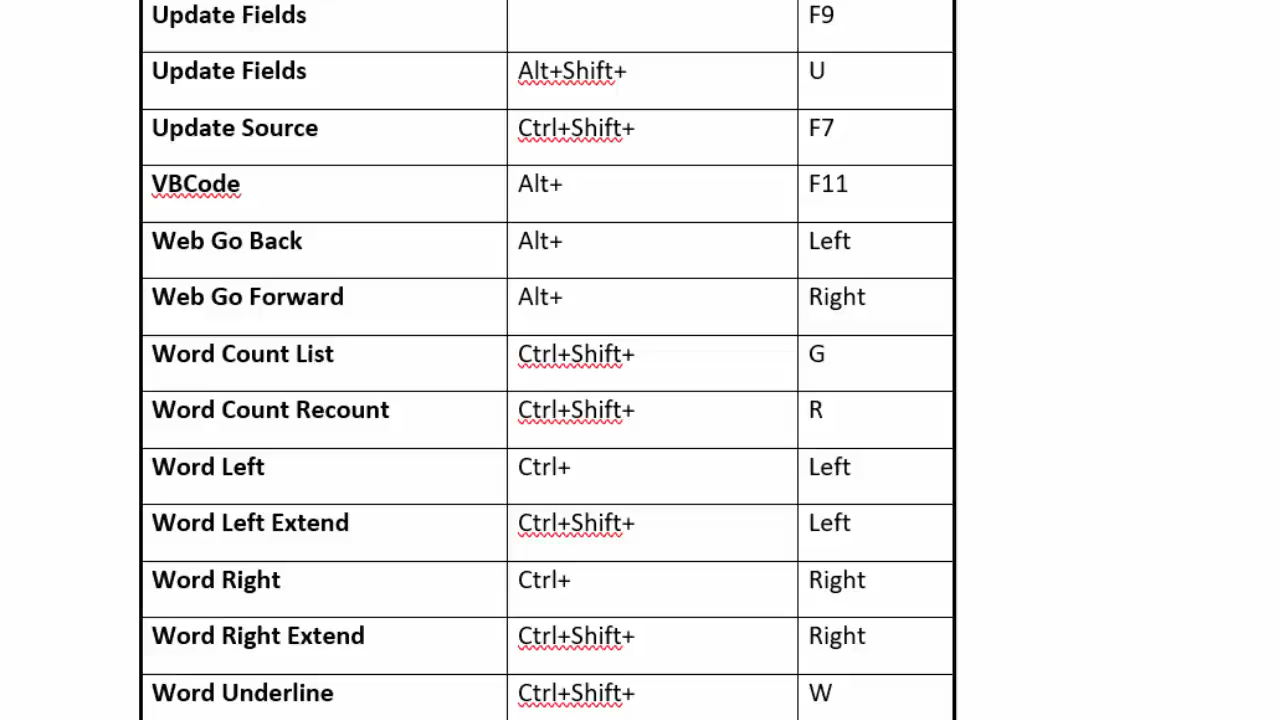 Update Fields F9
Update Fields Alt+Shift+ U
Update Source Ctrl+Shift+ F7
VBCode Alt+ F11
Web Go Back Alt+ Left
Web Go Forward Alt+ Right
Word Count List Ctrl+Shift+ G
Word Count Recount Ctrl+Shift+ R
Word Left Ctrl+ Left
Word Left Extend Ctrl+Shift+ Left
Word Right Ctrl+ Right
Word Right Extend Ctrl+Shift+ Right
Word Underline Ctrl+Shift+ W